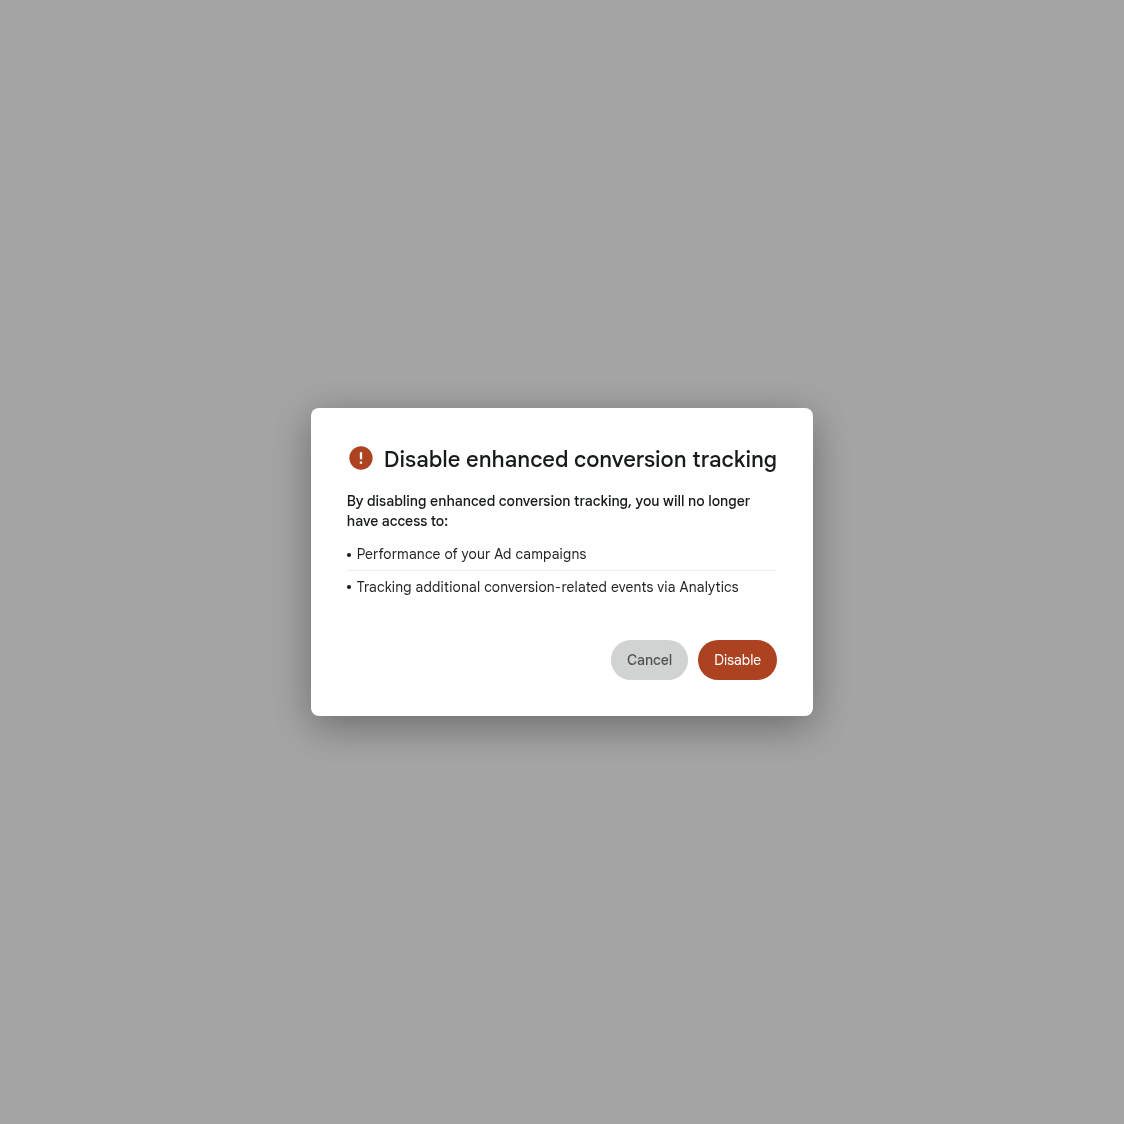 Disable enhanced conversion tracking
By disabling enhanced conversion tracking, you will no longer
have access to:
• Performance of your Ad campaigns
• Tracking additional conversion-related events via Analytics
Cancel Disable